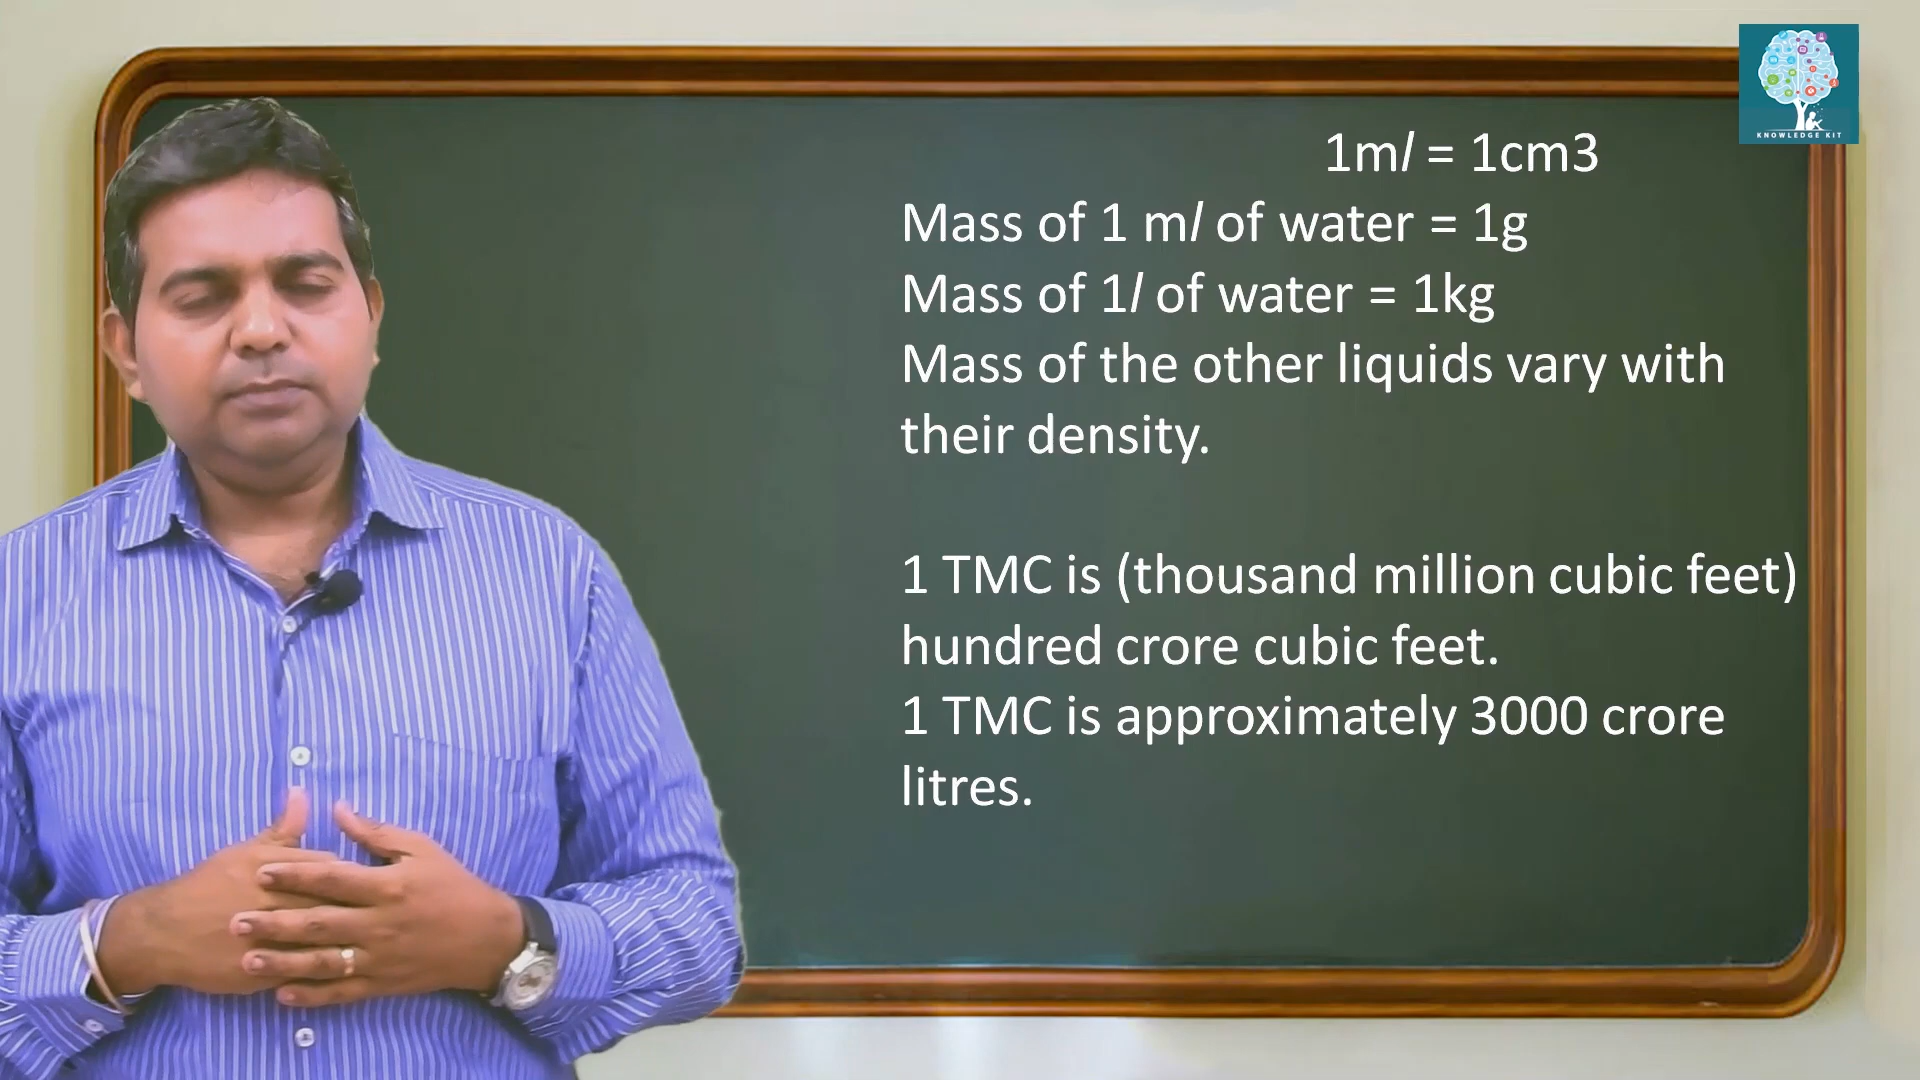 KNOWLEDGE KIT
1ml = 1cm3
Mass of 1 ml of water = 1g
Mass of 1l of water = 1kg
Mass of the other liquids vary with
their density.
1 TMC is (thousand million cubic feet)
hundred crore cubic feet.
1 TMC is approximately 3000 crore
litres.